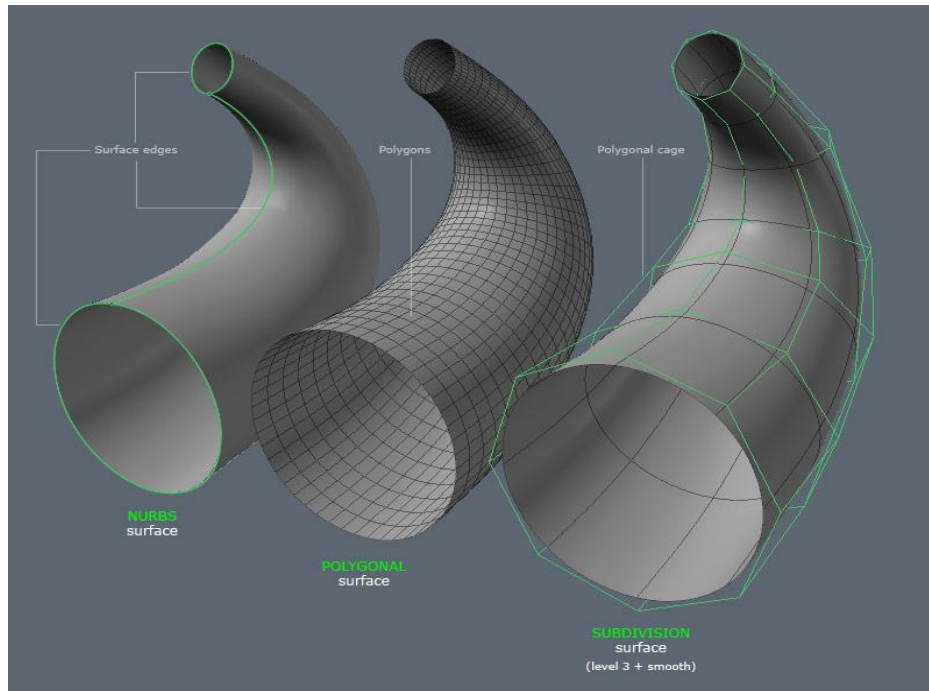 Surface edges
Polygons
Polygonal cage
NURBS
surface
POLYGONAL
surface
SUBDIVISION
surface
(level 3 + smooth)